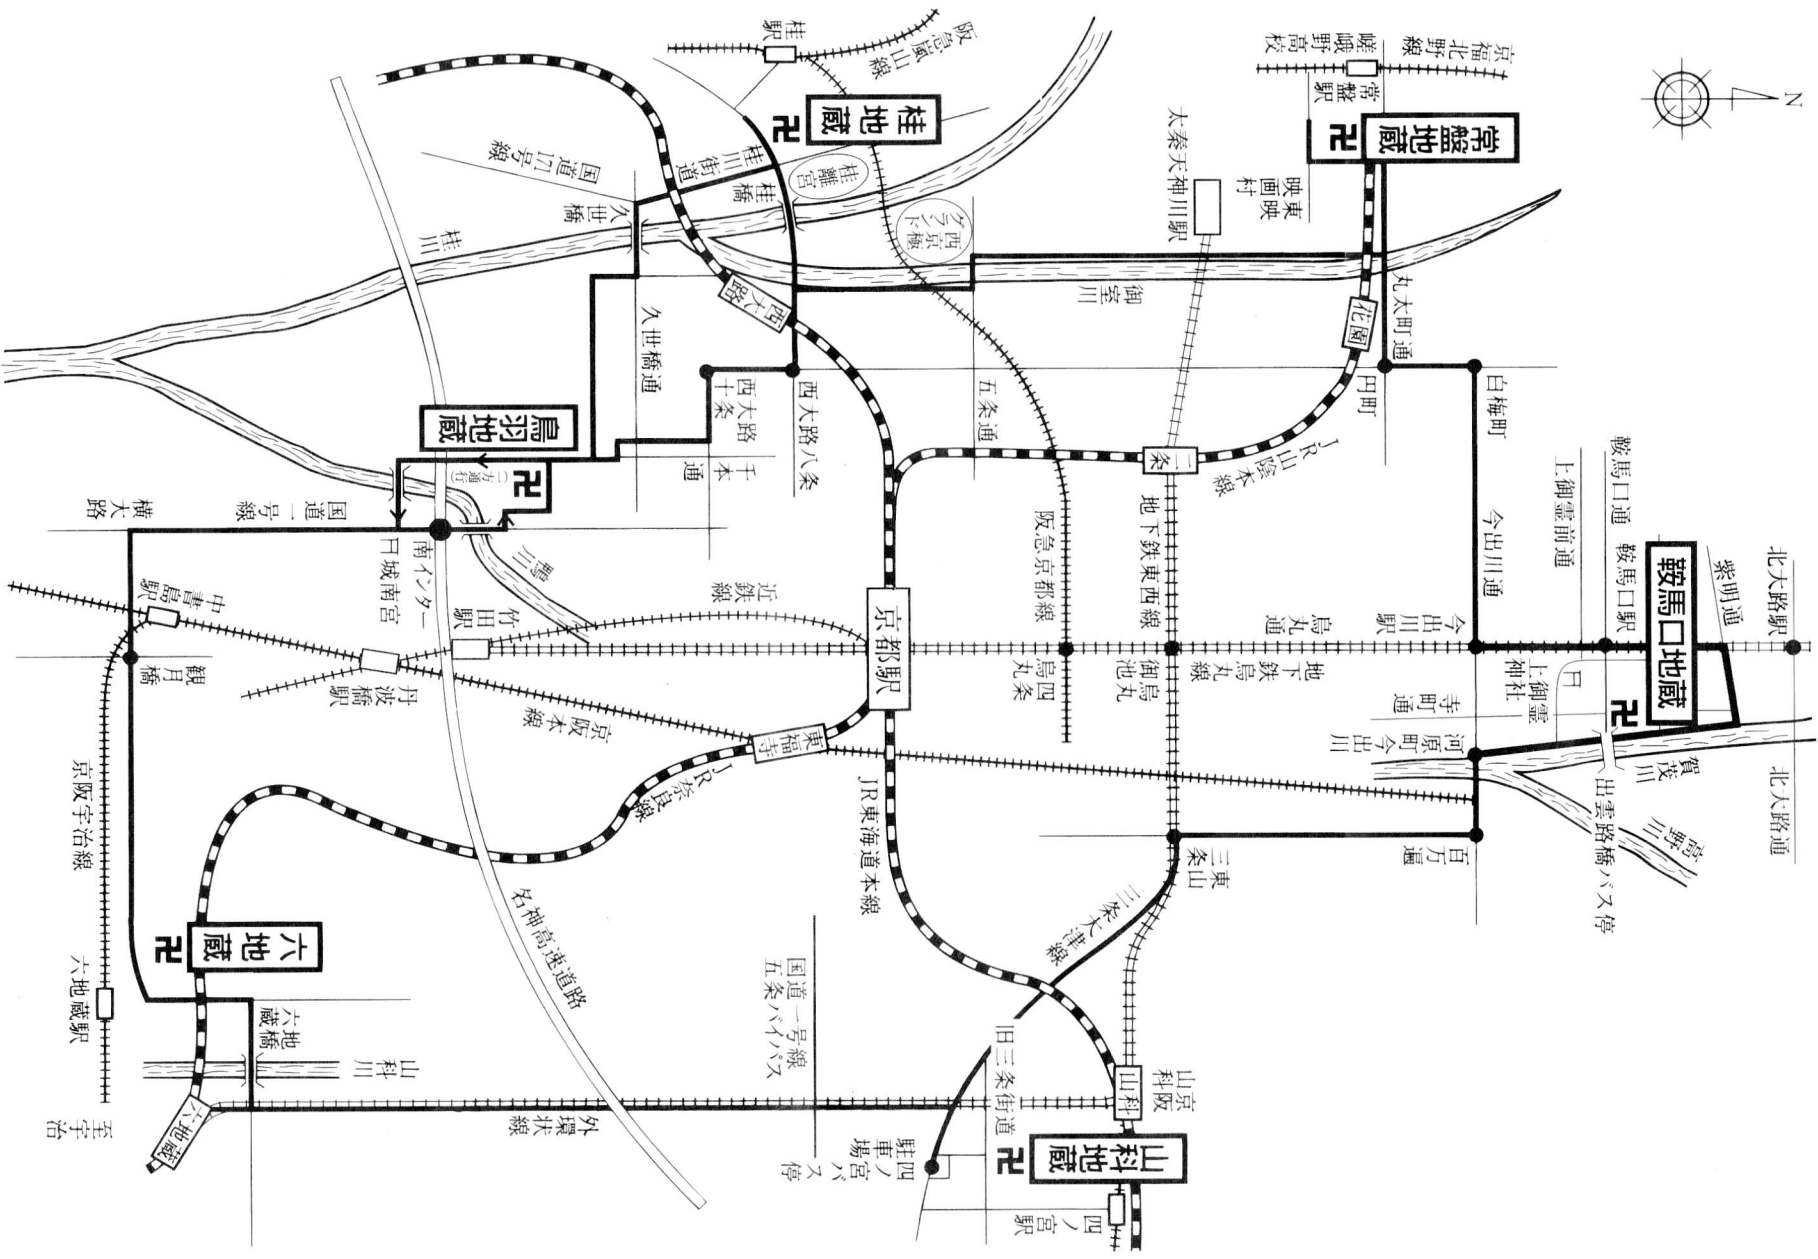 N
京福北野線
嵯峨野高校
常盤駅
常盤地蔵
卍
東映
映画村
太秦天神川駅
阪急嵐山線
桂駅
桂地蔵
卍
桂離宮
西京極
グランド
桂川街道
桂橋
国道171号線
久世橋
桂川
久世橋通
西大路
御室川
花園
丸太町通
円町
白梅町
五条通
西大路八条
西大路十条
千本通
二条
JR山陰本線
地下鉄東西線
阪急京都線
今出川通
上御霊前通
鞍馬口通
鞍馬口駅
鞍馬口地蔵
卍
紫明通
北大路駅
北大路通
鳥羽地蔵
卍
一方通行
国道一号線
横大路
南インター
城南宮
鴨川
近鉄線
竹田駅
京都駅
四条烏丸
烏丸御池
地下鉄烏丸線
烏丸通
今出川駅
上御霊神社
寺町通
河原町今出川
賀茂川
出雲路橋バス停
高野川
百万遍
東山三条
三条大津線
中書島駅
観月橋
丹波橋駅
京阪本線
東福寺
JR奈良線
JR東海道本線
京阪宇治線
名神高速道路
六地蔵
卍
六地蔵駅
六地蔵橋
山科川
六地蔵
至宇治
外環状線
国道一号線
五条バイパス
旧三条街道
京阪山科
山科
山科地蔵
卍
四ノ宮バス停
駐車場
四ノ宮駅